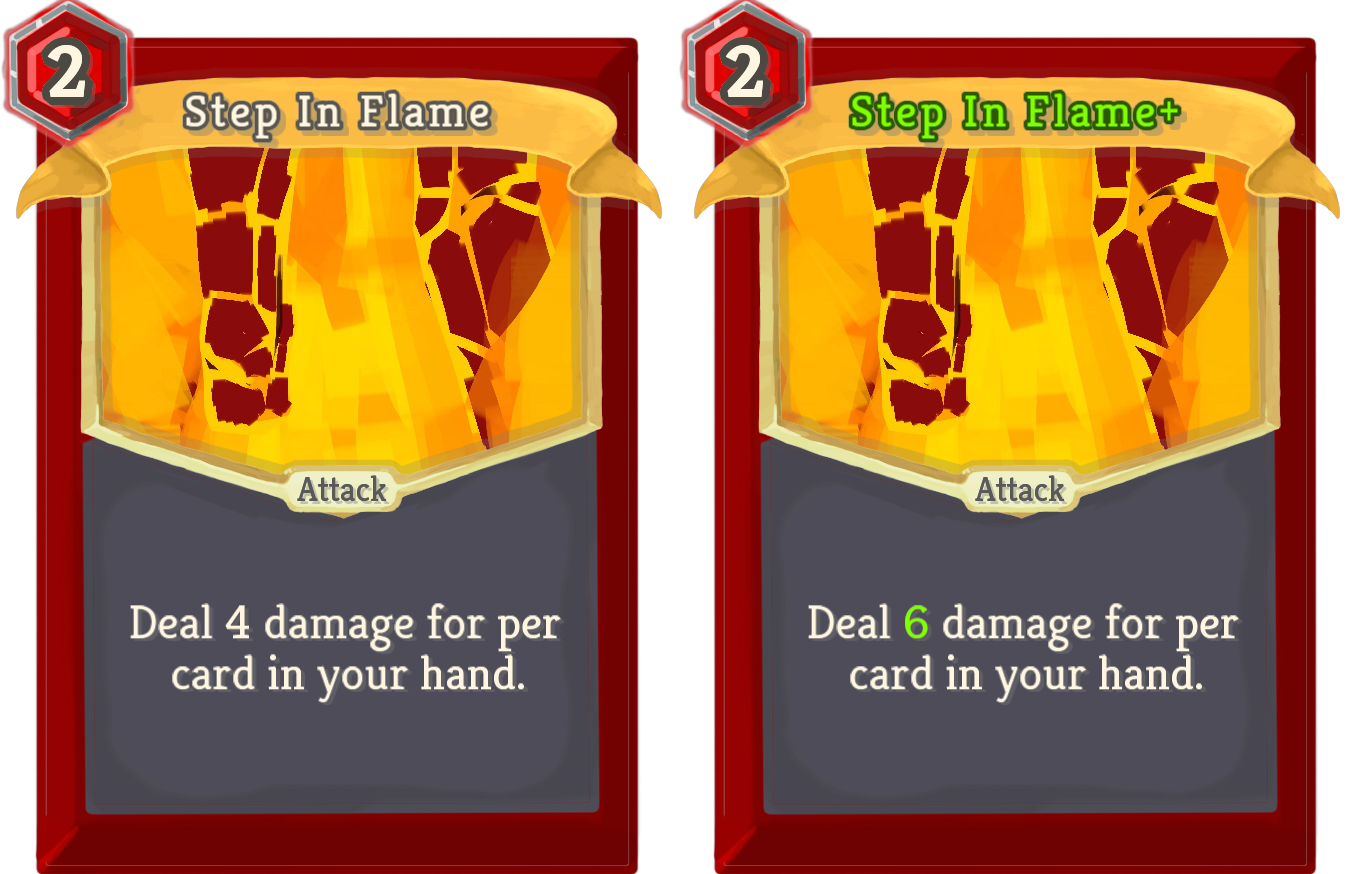 2
Step In Flame
Attack
Deal 4 damage for per
card in your hand.
2
Step In Flame+
Attack
Deal 6 damage for per
card in your hand.